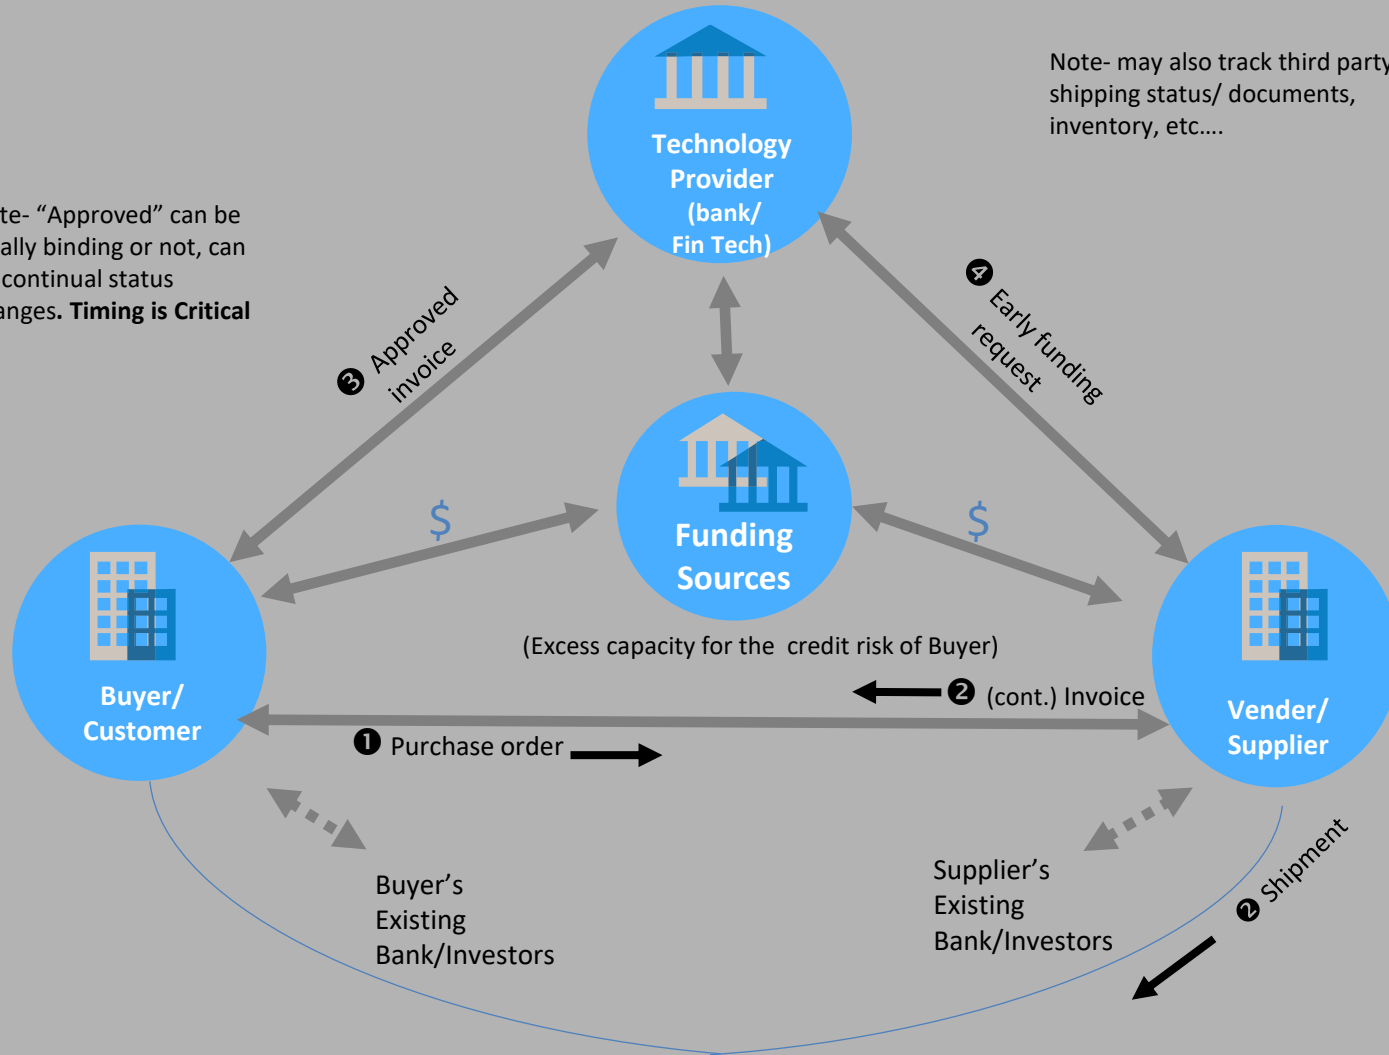 Technology
Provider
(bank/
Fin Tech)
Note- may also track third party
shipping status/ documents,
inventory, etc....
te- “Approved” can be
ally binding or not, can
continual status
anges. Timing is Critical
❸ Approved
invoice
❹ Early funding
request
$
$
Funding
Sources
(Excess capacity for the credit risk of Buyer)
Buyer/
Customer
❷ (cont.) Invoice
❶ Purchase order
Vender/
Supplier
Buyer’s
Existing
Bank/Investors
Supplier’s
Existing
Bank/Investors
❷ Shipment